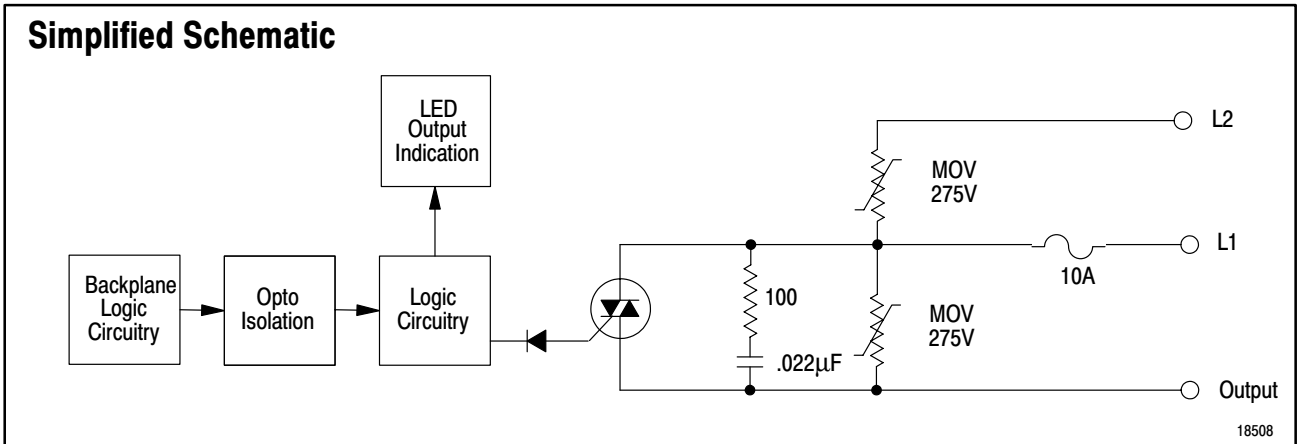 Simplified Schematic
LED
Output
Indication
L2
MOV
275V
Backplane
Logic
Circuitry
Opto
Isolation
Logic
Circuitry
L1
10A
100
MOV
275V
.022µF
Output
18508